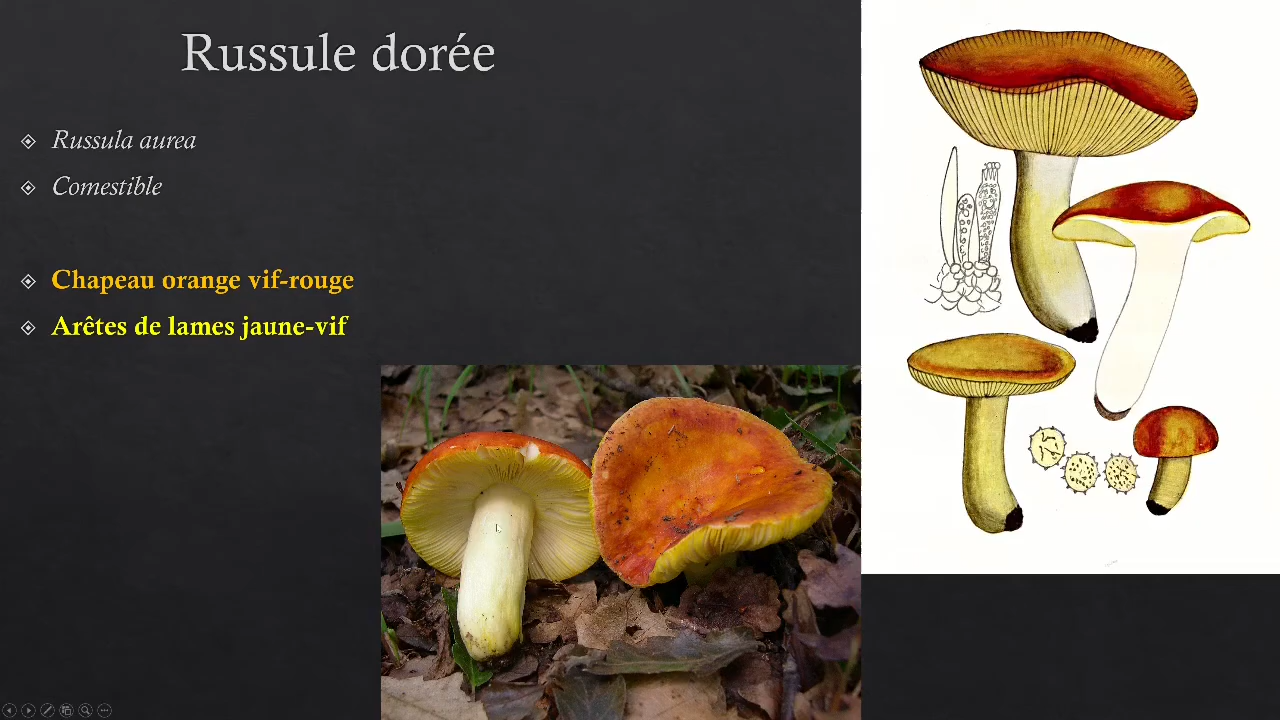 Russule dorée
Russula aurea
Comestible
Chapeau orange vif-rouge
Arêtes de lames jaune-vif